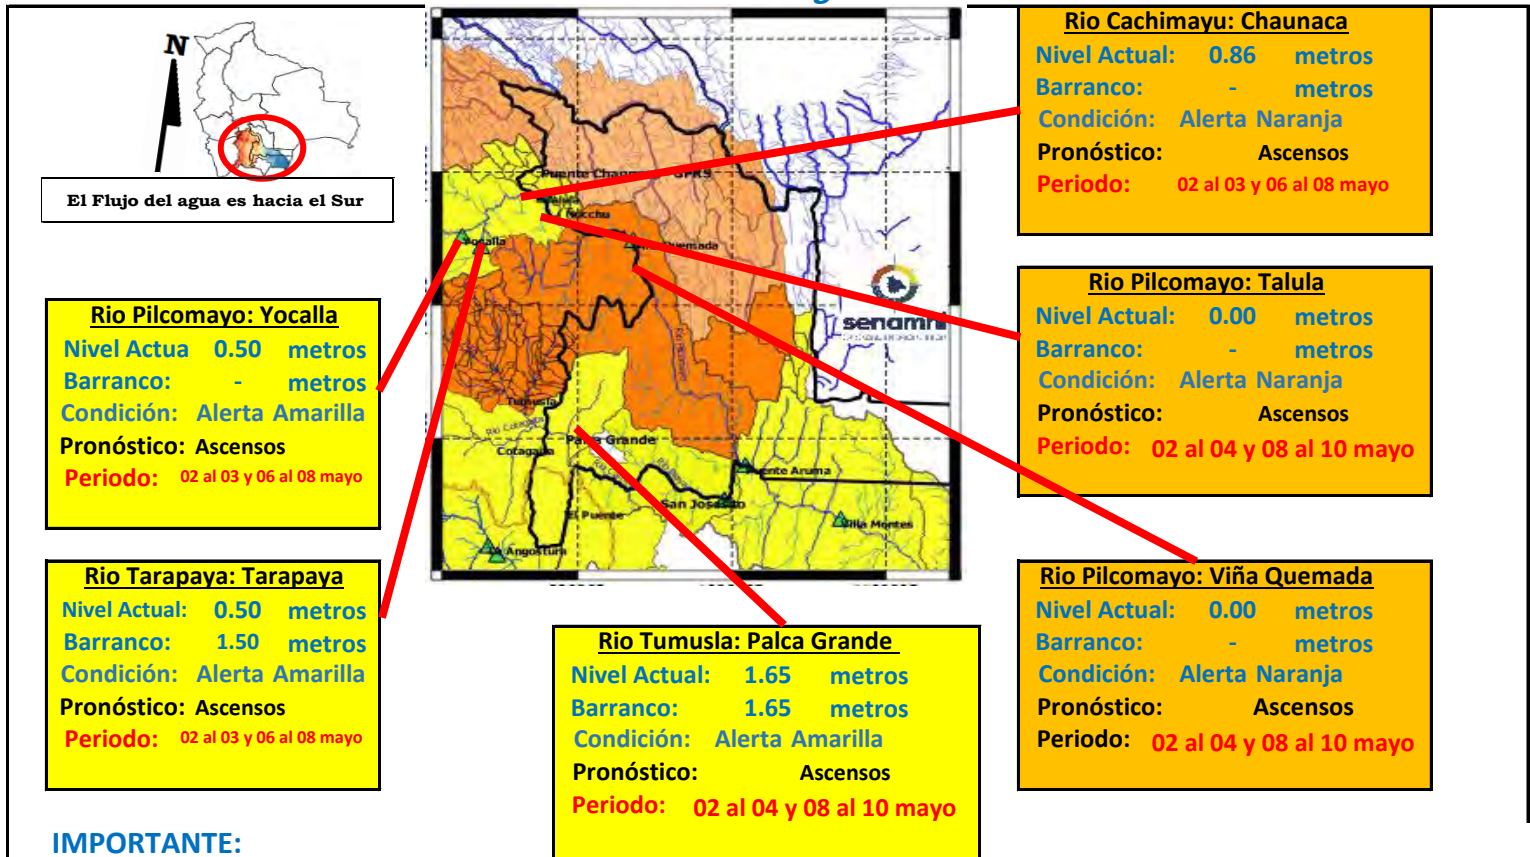 N
El Flujo del agua es hacia el Sur
Rio Pilcomayo: Yocalla
Nivel Actua 0.50 metros
Barranco: - metros
Condición: Alerta Amarilla
Pronóstico: Ascensos
Periodo: 02 al 03 y 06 al 08 mayo
Rio Tarapaya: Tarapaya
Nivel Actual: 0.50 metros
Barranco: 1.50 metros
Condición: Alerta Amarilla
Pronóstico: Ascensos
Periodo: 02 al 03 y 06 al 08 mayo
IMPORTANTE:
Yocalla
Tumusla
Palca Grande
Cotagaita
El Puente
Angostura
San Josecito
Puente Aruma
Villa Montes
senamhi
Rio Tumusla: Palca Grande
Nivel Actual: 1.65 metros
Barranco: 1.65 metros
Condición: Alerta Amarilla
Pronóstico: Ascensos
Periodo: 02 al 04 y 08 al 10 mayo
Rio Cachimayu: Chaunaca
Nivel Actual: 0.86 metros
Barranco: - metros
Condición: Alerta Naranja
Pronóstico: Ascensos
Periodo: 02 al 03 y 06 al 08 mayo
Rio Pilcomayo: Talula
Nivel Actual: 0.00 metros
Barranco: - metros
Condición: Alerta Naranja
Pronóstico: Ascensos
Periodo: 02 al 04 y 08 al 10 mayo
Rio Pilcomayo: Viña Quemada
Nivel Actual: 0.00 metros
Barranco: - metros
Condición: Alerta Naranja
Pronóstico: Ascensos
Periodo: 02 al 04 y 08 al 10 mayo